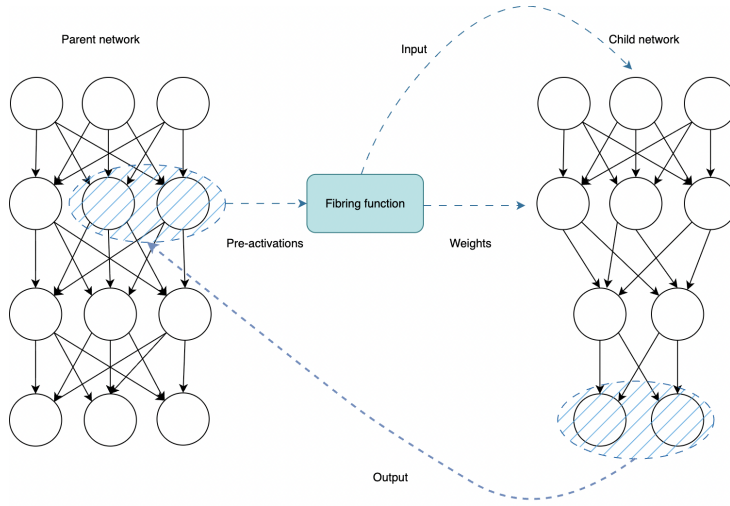 Parent network
Input
Child network
Fibring function
Pre-activations
Weights
Output